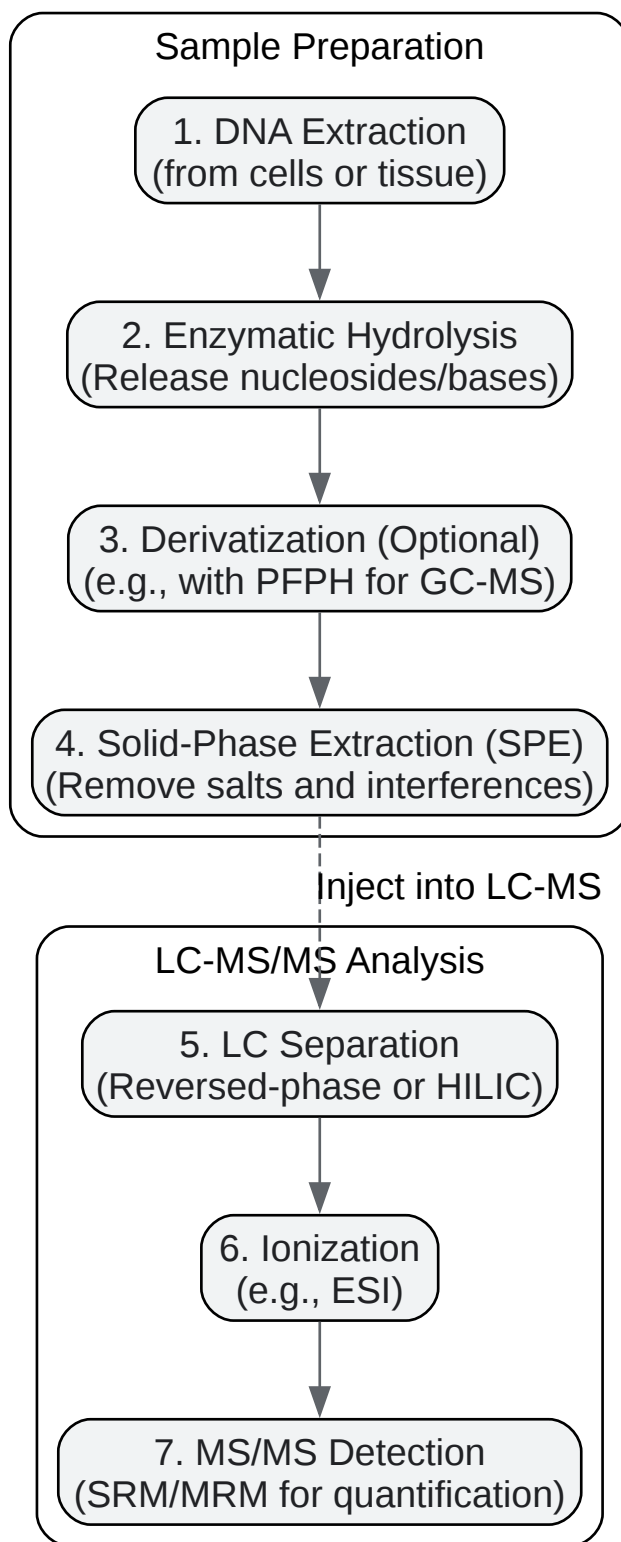 Sample Preparation
1. DNA Extraction
(from cells or tissue)
2. Enzymatic Hydrolysis
(Release nucleosides/bases)
3. Derivatization (Optional)
(e.g., with PFPH for GC-MS)
4. Solid-Phase Extraction (SPE)
(Remove salts and interferences)
Inject into LC-MS
LC-MS/MS Analysis
5. LC Separation
(Reversed-phase or HILIC)
6. Ionization
(e.g., ESI)
7. MS/MS Detection
(SRM/MRM for quantification)